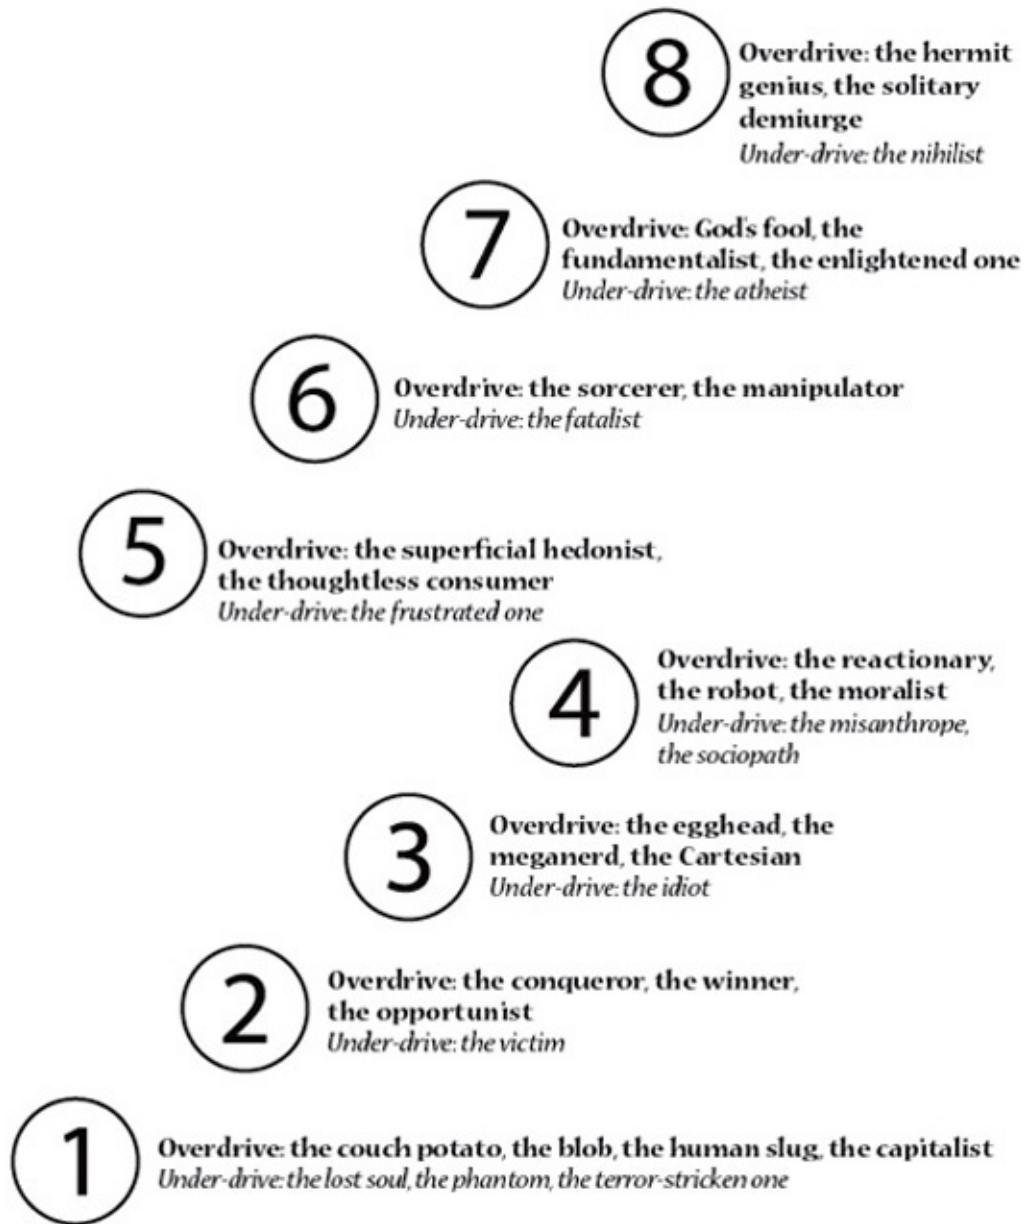 8
Overdrive: the hermit
genius, the solitary
demiurge
Under-drive: the nihilist
7
Overdrive: God's fool, the
fundamentalist, the enlightened one
Under-drive: the atheist
6
Overdrive: the sorcerer, the manipulator
Under-drive: the fatalist
5
Overdrive: the superficial hedonist,
the thoughtless consumer
Under-drive: the frustrated one
4
Overdrive: the reactionary,
the robot, the moralist
Under-drive: the misanthrope,
the sociopath
3
Overdrive: the egghead, the
meganerd, the Cartesian
Under-drive: the idiot
2
Overdrive: the conqueror, the winner,
the opportunist
Under-drive: the victim
1
Overdrive: the couch potato, the blob, the human slug, the capitalist
Under-drive: the lost soul, the phantom, the terror-stricken one